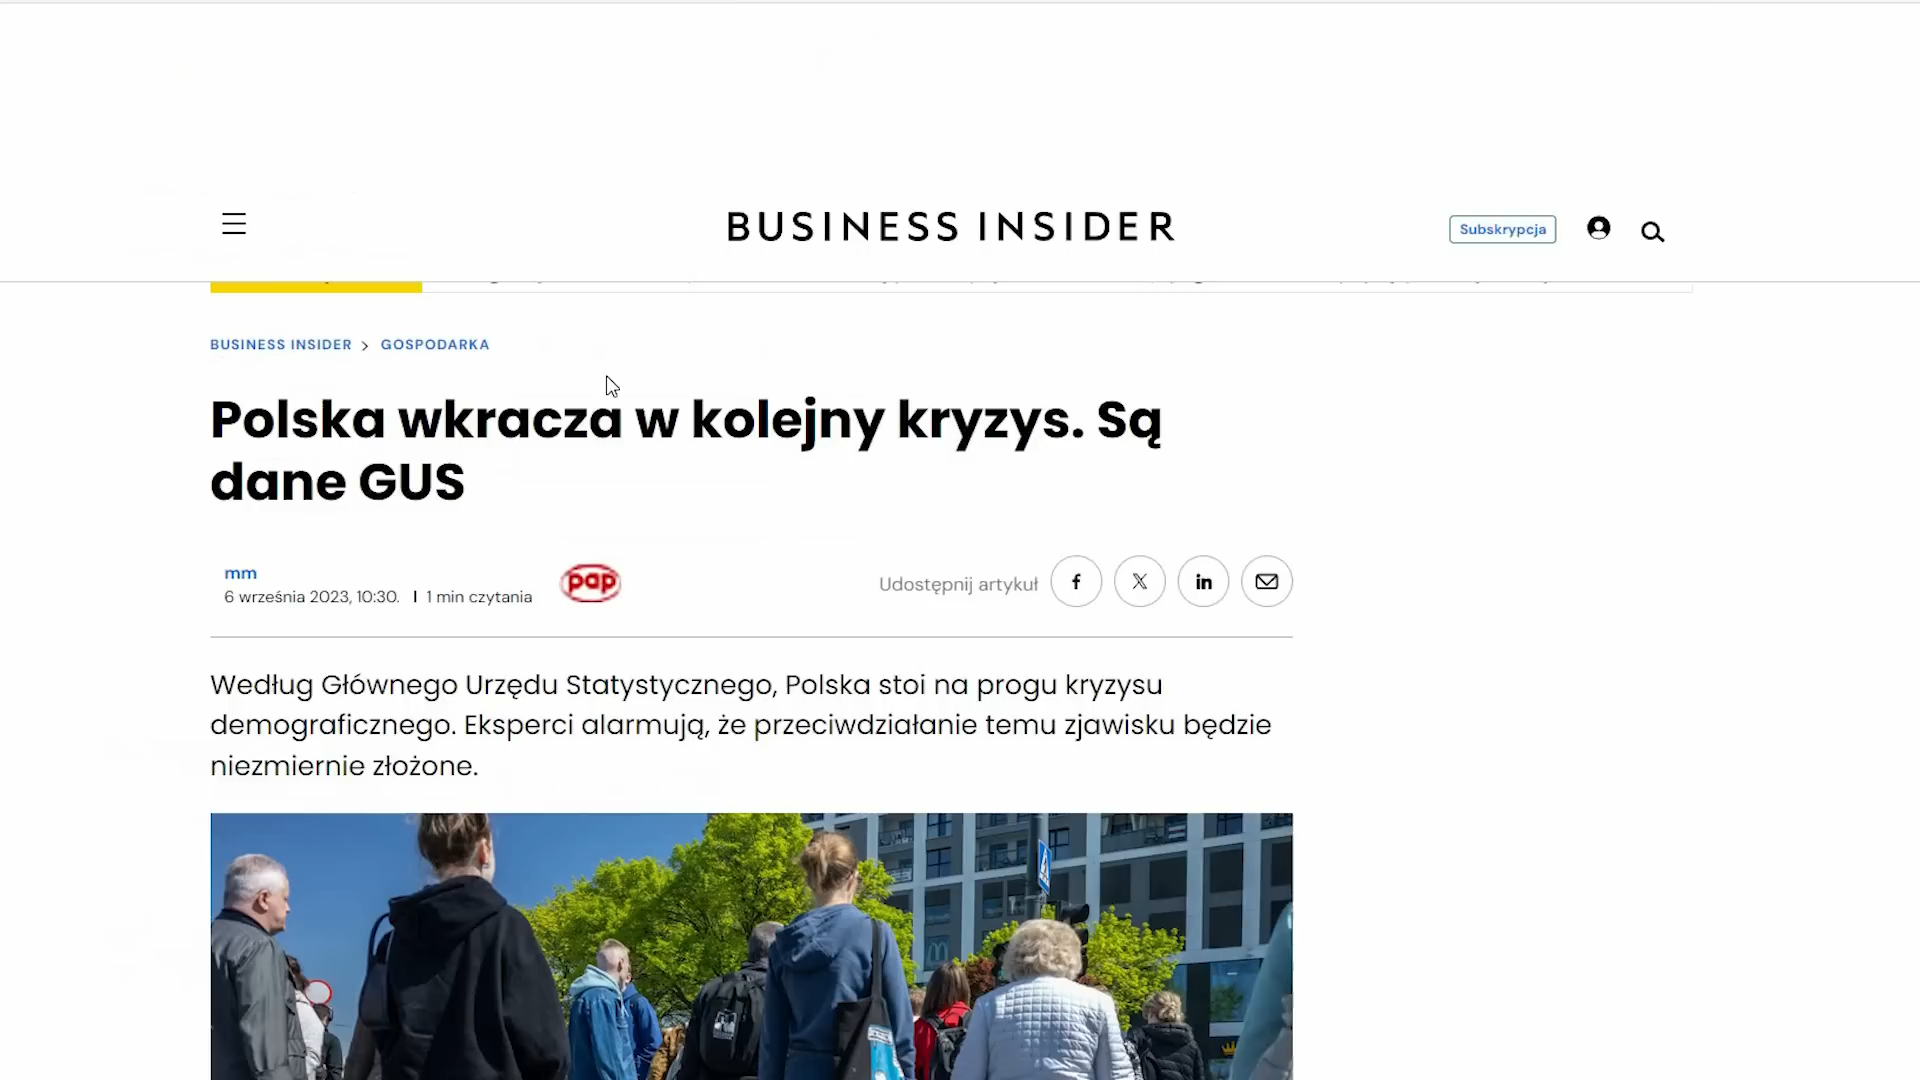 BUSINESS INSIDER
Subskrypcja
BUSINESS INSIDER > GOSPODARKA
Polska wkracza w kolejny kryzys. Są
dane GUS
mm
6 września 2023, 10:30. I 1 min czytania
pap
Udostępnij artykuł
Według Głównego Urzędu Statystycznego, Polska stoi na progu kryzysu
demograficznego. Eksperci alarmują, że przeciwdziałanie temu zjawisku będzie
niezmiernie złożone.